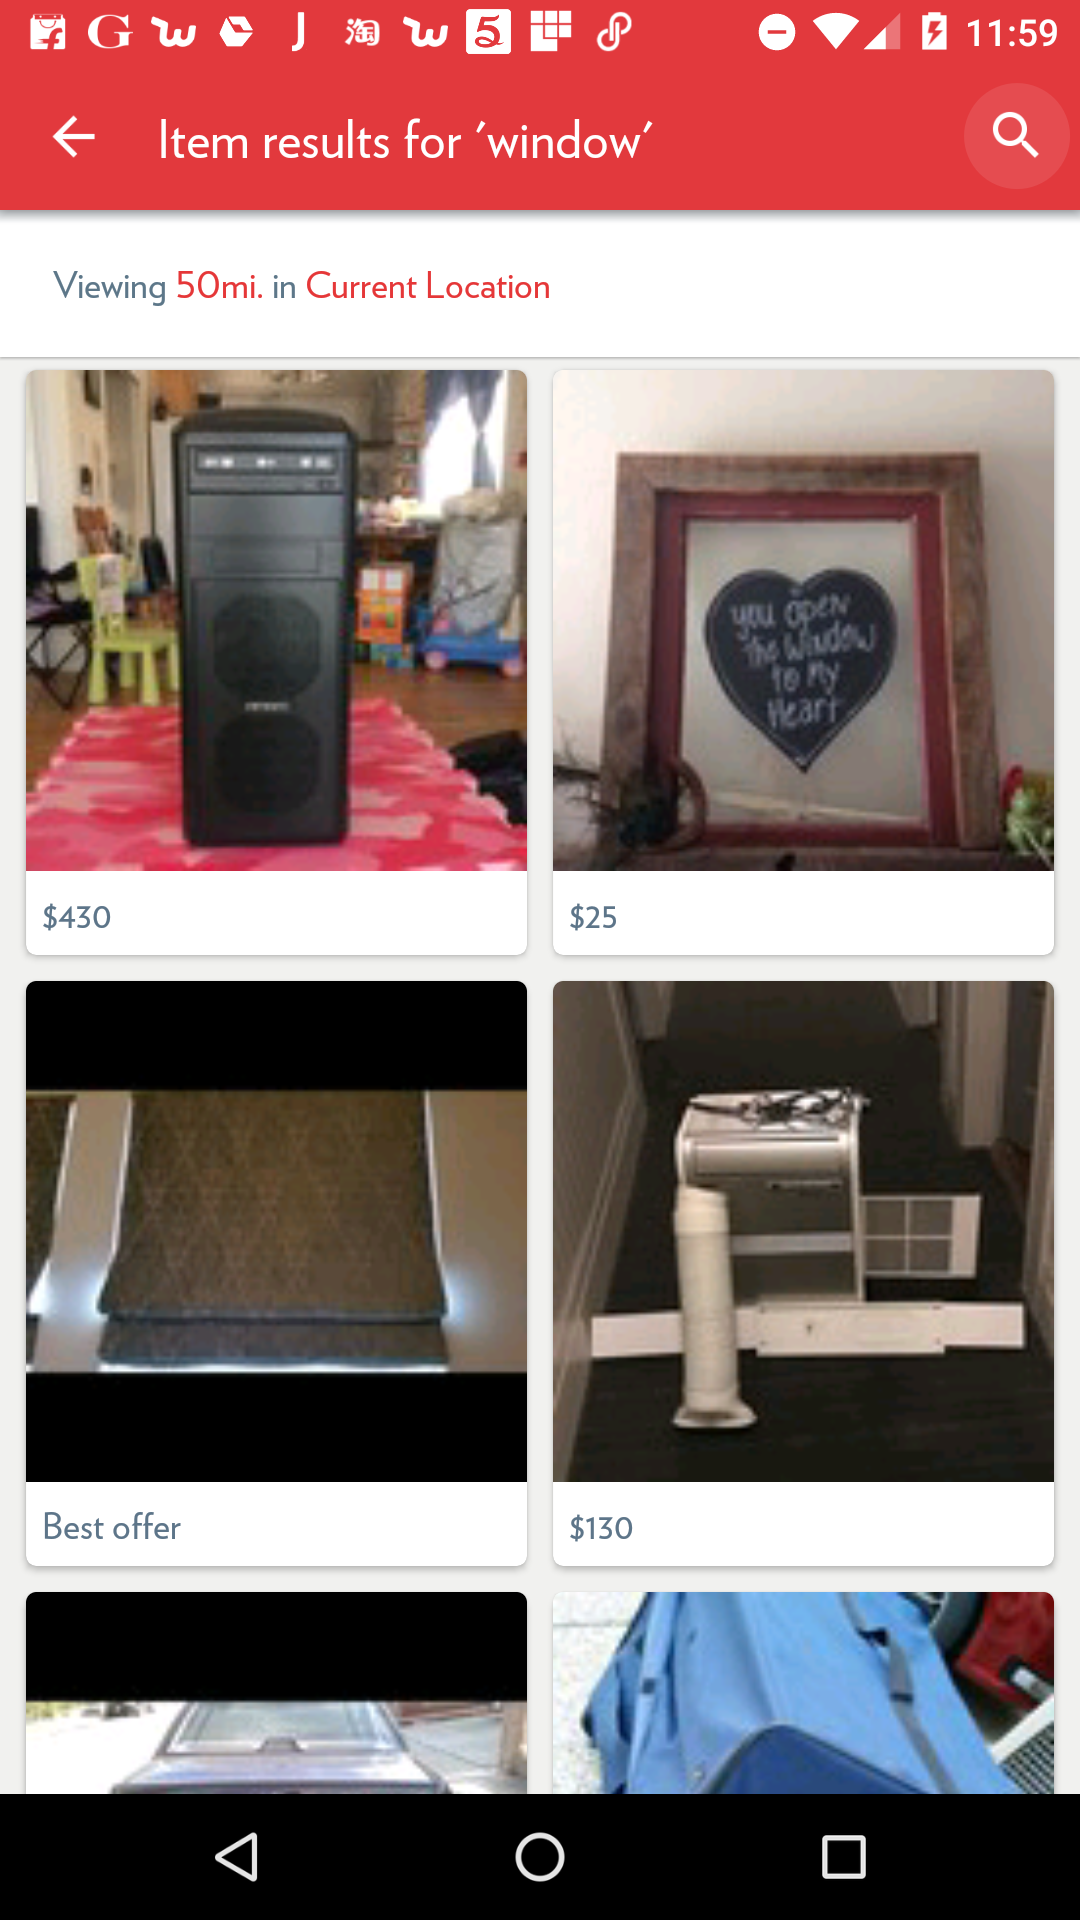 11:59
Item results for 'window'
Viewing 50mi. in Current Location
you open
the Window
to My
Heart
$430
$25
Best offer
$130